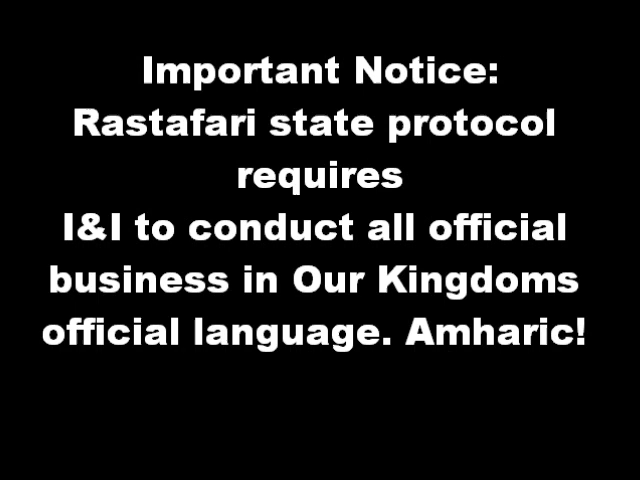 Important Notice:
Rastafari state protocol
requires
I&I to conduct all official
business in Our Kingdoms
official language. Amharic!